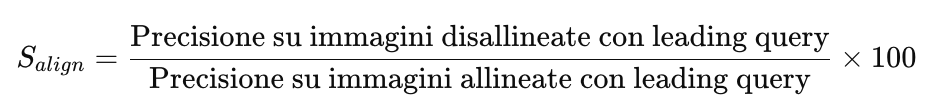 S_align = Precisione su immagini disallineate con leading query / Precisione su immagini allineate con leading query × 100